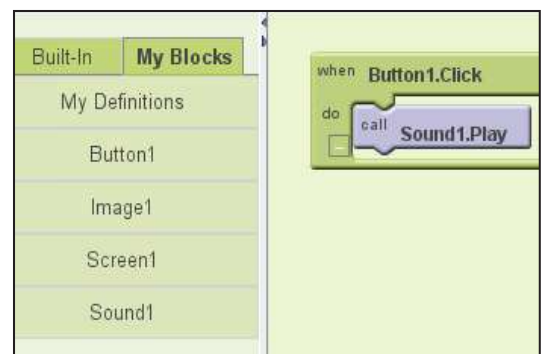 Built-In
My Blocks
My Definitions
Button1
Image1
Screen1
Sound1
when Button1.Click
do
call Sound1.Play